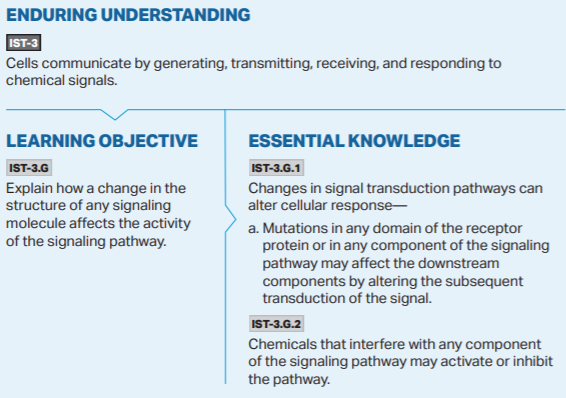 ENDURING UNDERSTANDING
IST-3
Cells communicate by generating, transmitting, receiving, and responding to
chemical signals.
LEARNING OBJECTIVE
IST-3.G
Explain how a change in the
structure of any signaling
molecule affects the activity
of the signaling pathway.
ESSENTIAL KNOWLEDGE
IST-3.G.1
Changes in signal transduction pathways can
alter cellular response—
a. Mutations in any domain of the receptor
protein or in any component of the signaling
pathway may affect the downstream
components by altering the subsequent
transduction of the signal.
IST-3.G.2
Chemicals that interfere with any component
of the signaling pathway may activate or inhibit
the pathway.